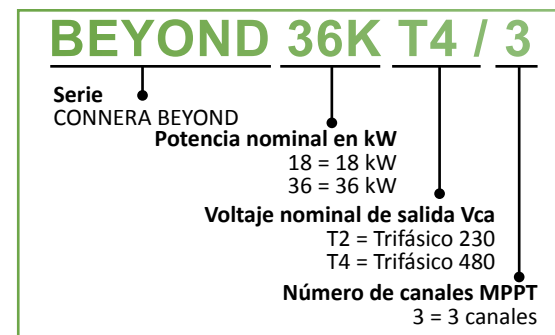 BEYOND 36K T4 / 3
Serie
CONNERA BEYOND
Potencia nominal en kW
18 = 18 kW
36 = 36 kW
Voltaje nominal de salida Vca
T2 = Trifásico 230
T4 = Trifásico 480
Número de canales MPPT
3 = 3 canales